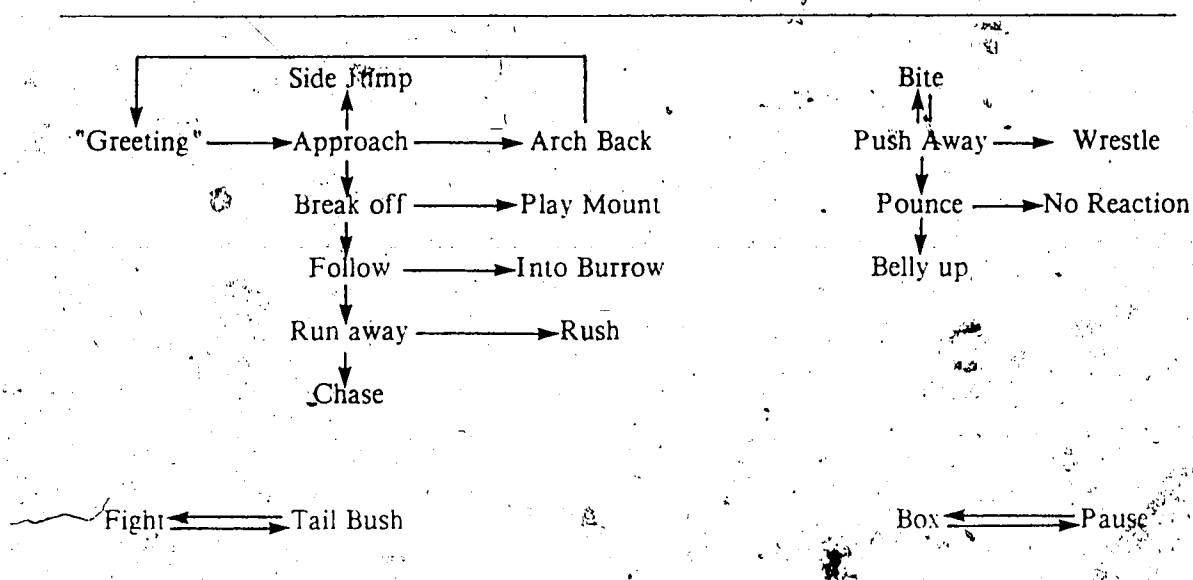 Side Jump
Bite
"Greeting" Approach Arch Back
Push Away Wrestle
Break off Play Mount
Pounce No Reaction
Follow Into Burrow
Belly up
Run away Rush
Chase
Fight Tail Bush
Box Pause